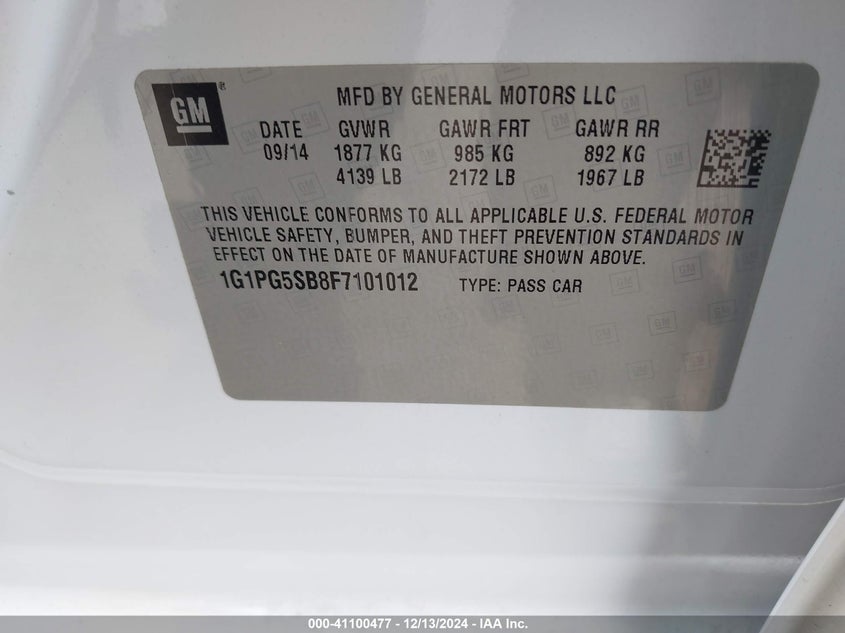 GM
MFD BY GENERAL MOTORS LLC
DATE GVWR GAWR FRT GAWR RR
09/14 1877 KG 985 KG 892 KG
4139 LB 2172 LB 1967 LB
THIS VEHICLE CONFORMS TO ALL APPLICABLE U.S. FEDERAL MOTOR
VEHICLE SAFETY, BUMPER, AND THEFT PREVENTION STANDARDS IN
EFFECT ON THE DATE OF MANUFACTURE SHOWN ABOVE.
1G1PG5SB8F7101012 TYPE: PASS CAR
000-41100477 - 12/13/2024 - IAA Inc.